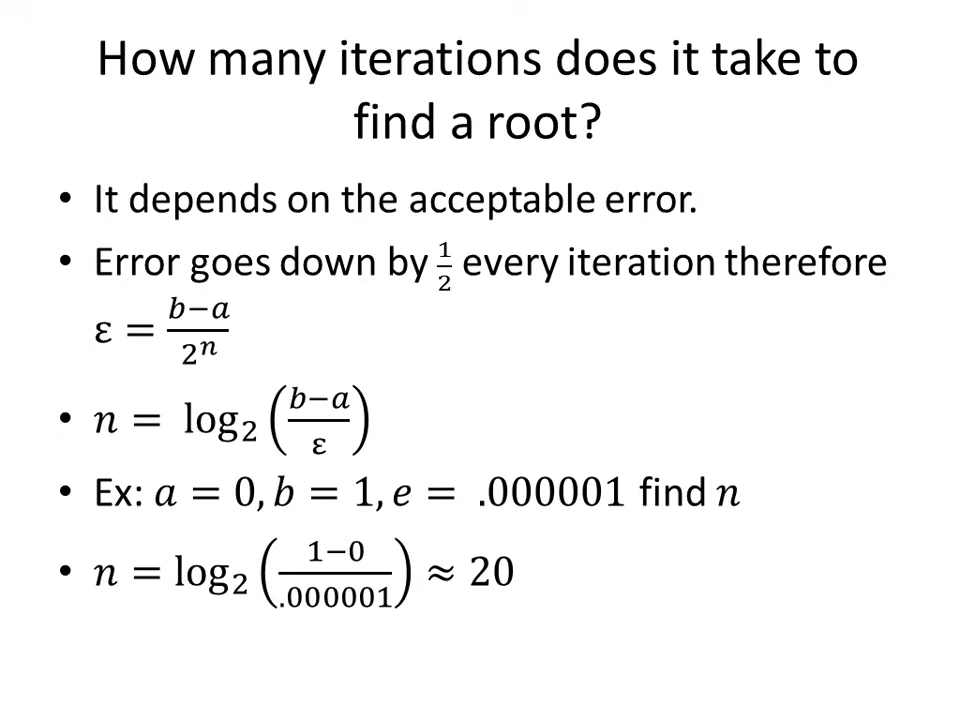 How many iterations does it take to
find a root?
• It depends on the acceptable error.
• Error goes down by 1/2 every iteration therefore
ε = (b−a)/2ⁿ
• n = log₂((b−a)/ε)
• Ex: a = 0, b = 1, e = .000001 find n
• n = log₂((1−0)/.000001) ≈ 20